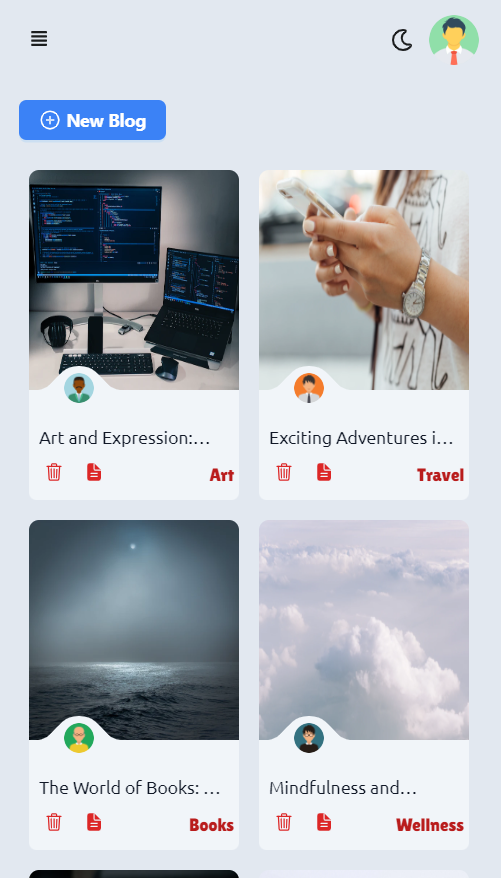 New Blog
Art and Expression:...
Exciting Adventures i...
Art
Travel
The World of Books: ...
Mindfulness and...
Books
Wellness